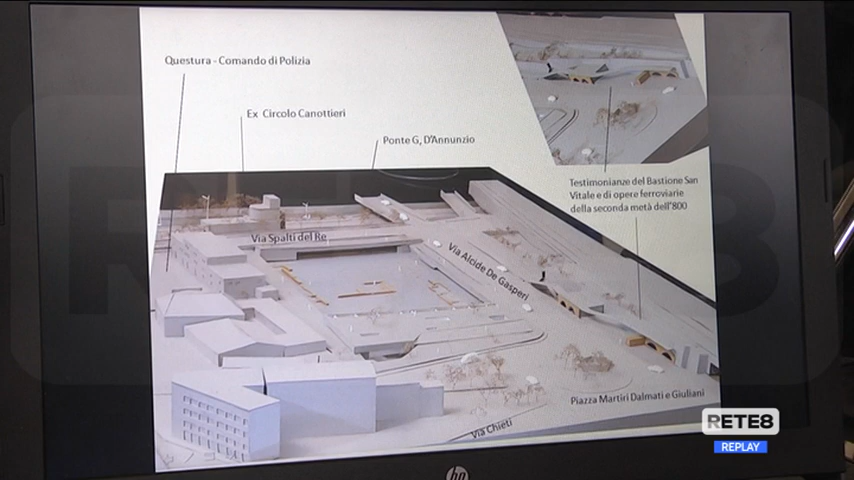 Questura - Comando di Polizia
Ex Circolo Canottieri
Ponte G, D'Annunzio
Testimonianze del Bastione San
Vitale e di opere ferroviarie
della seconda metà dell'800
Via Spalti del Re
Via Alcide De Gasperi
Piazza Martiri Dalmati e Giuliani
Via Chieti
RETE8
REPLAY
RETE8
hp